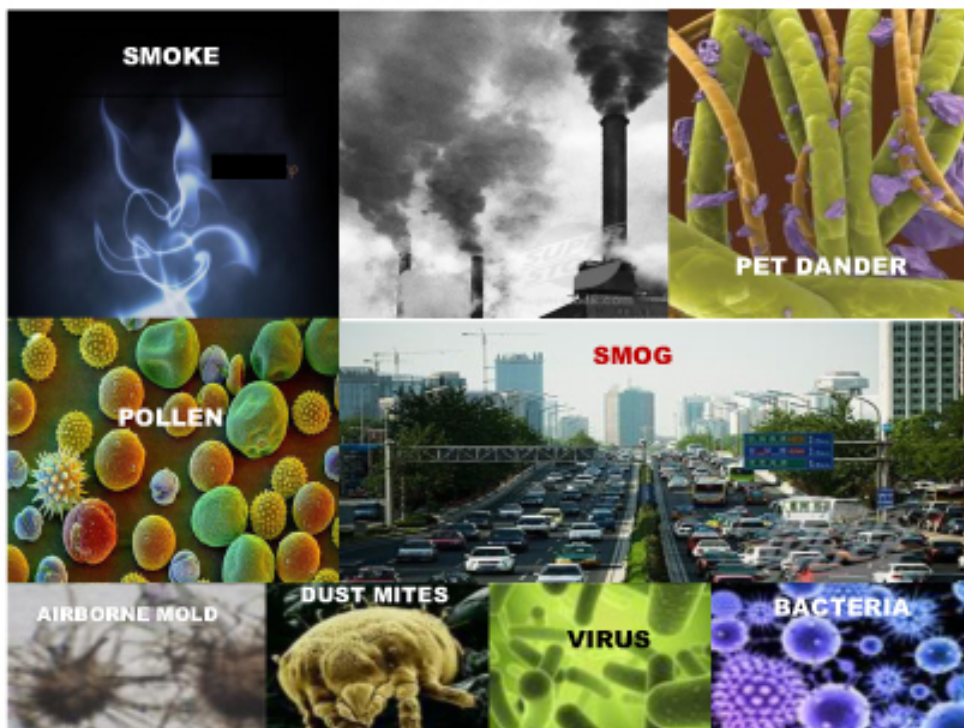 SMOKE
PET DANDER
POLLEN
SMOG
AIRBORNE MOLD
DUST MITES
VIRUS
BACTERIA